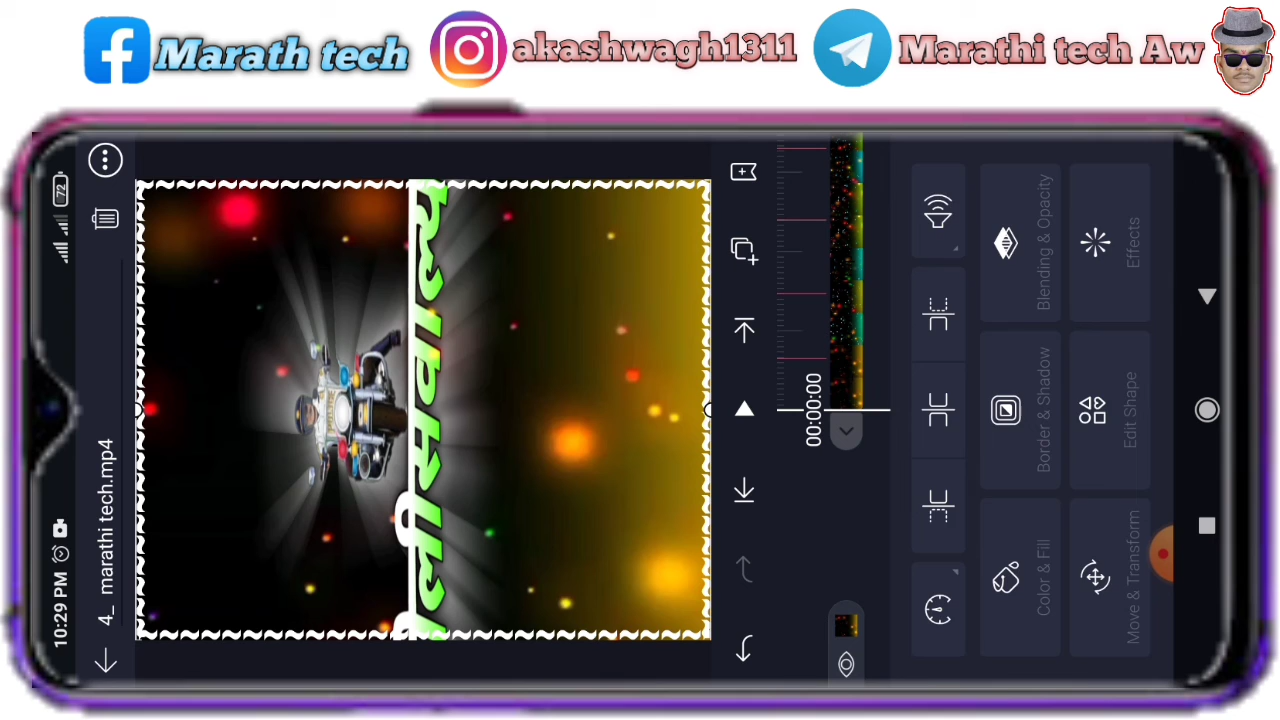 Marath tech
akashwagh1311
Marathi tech Aw
10:29 PM
72
4_ marathi tech.mp4
00:00:00
Blending & Opacity
Effects
Border & Shadow
Edit Shape
Color & Fill
Move & Transform